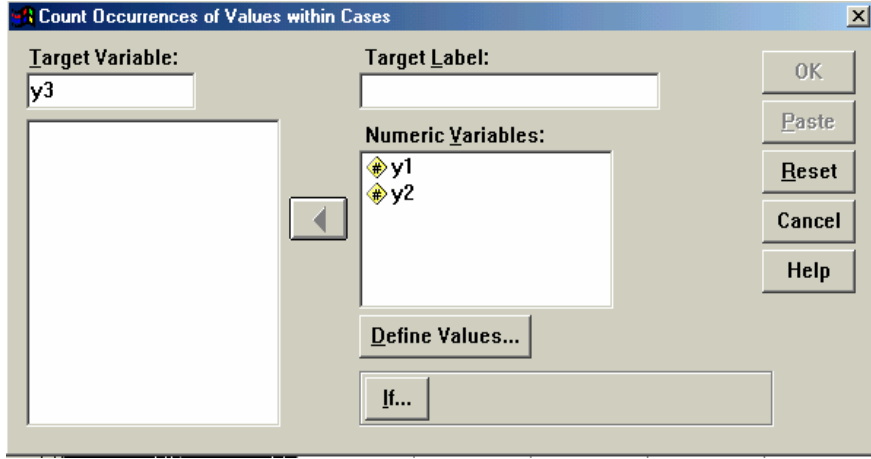 Count Occurrences of Values within Cases
Target Variable:
y3
Target Label:
Numeric Variables:
# y1
# y2
Define Values...
If...
OK
Paste
Reset
Cancel
Help